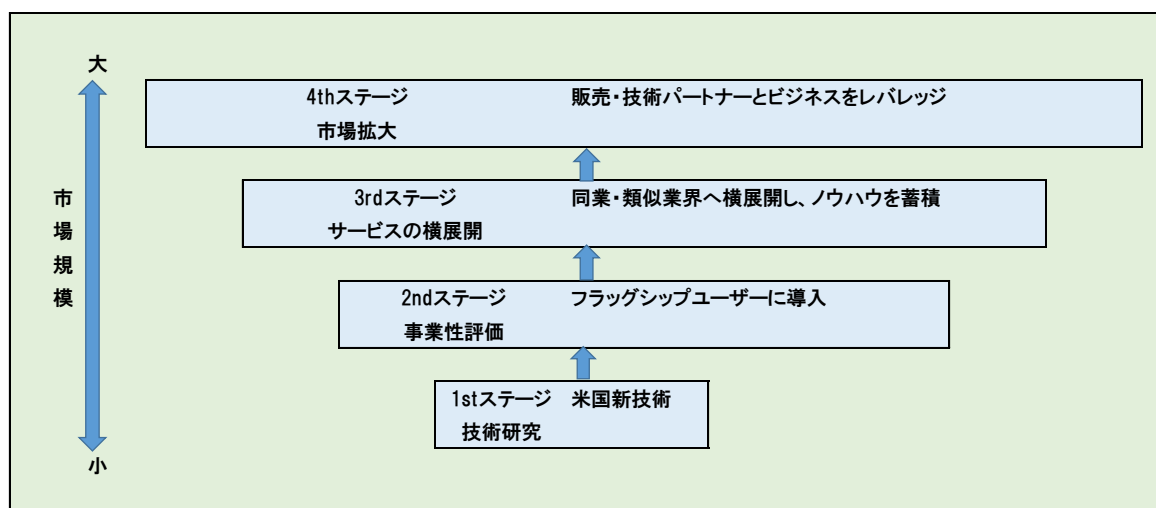 大
4thステージ 販売・技術パートナーとビジネスをレバレッジ
市場拡大
3rdステージ 同業・類似業界へ横展開し、ノウハウを蓄積
サービスの横展開
市場規模
2ndステージ フラッグシップユーザーに導入
事業性評価
1stステージ 米国新技術
技術研究
小